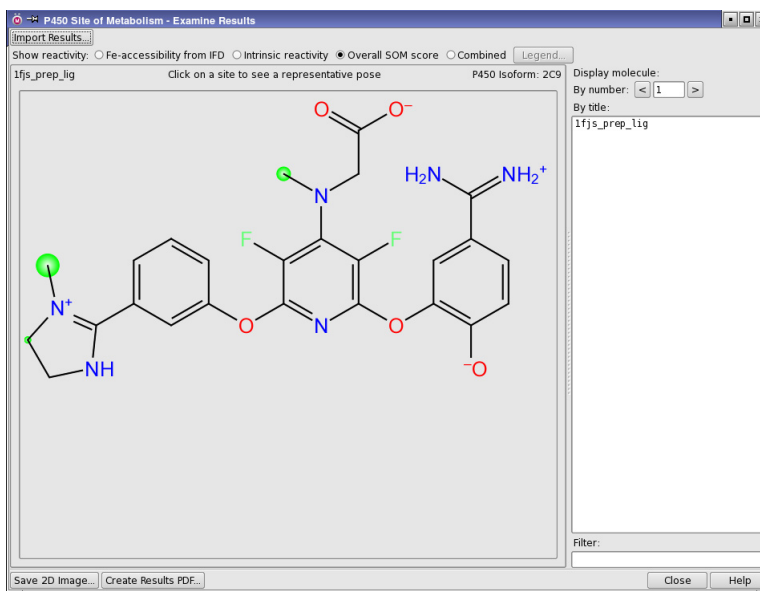 P450 Site of Metabolism - Examine Results
Import Results...
Show reactivity: Fe-accessibility from IFD Intrinsic reactivity Overall SOM score Combined Legend...
1fjs_prep_lig Click on a site to see a representative pose P450 Isoform: 2C9
Display molecule:
By number: < 1 >
By title:
1fjs_prep_lig
O O⁻
H₂N NH₂⁺
N
F F
N⁺
O N O
NH ⁻O
Filter:
Save 2D Image... Create Results PDF... Close Help